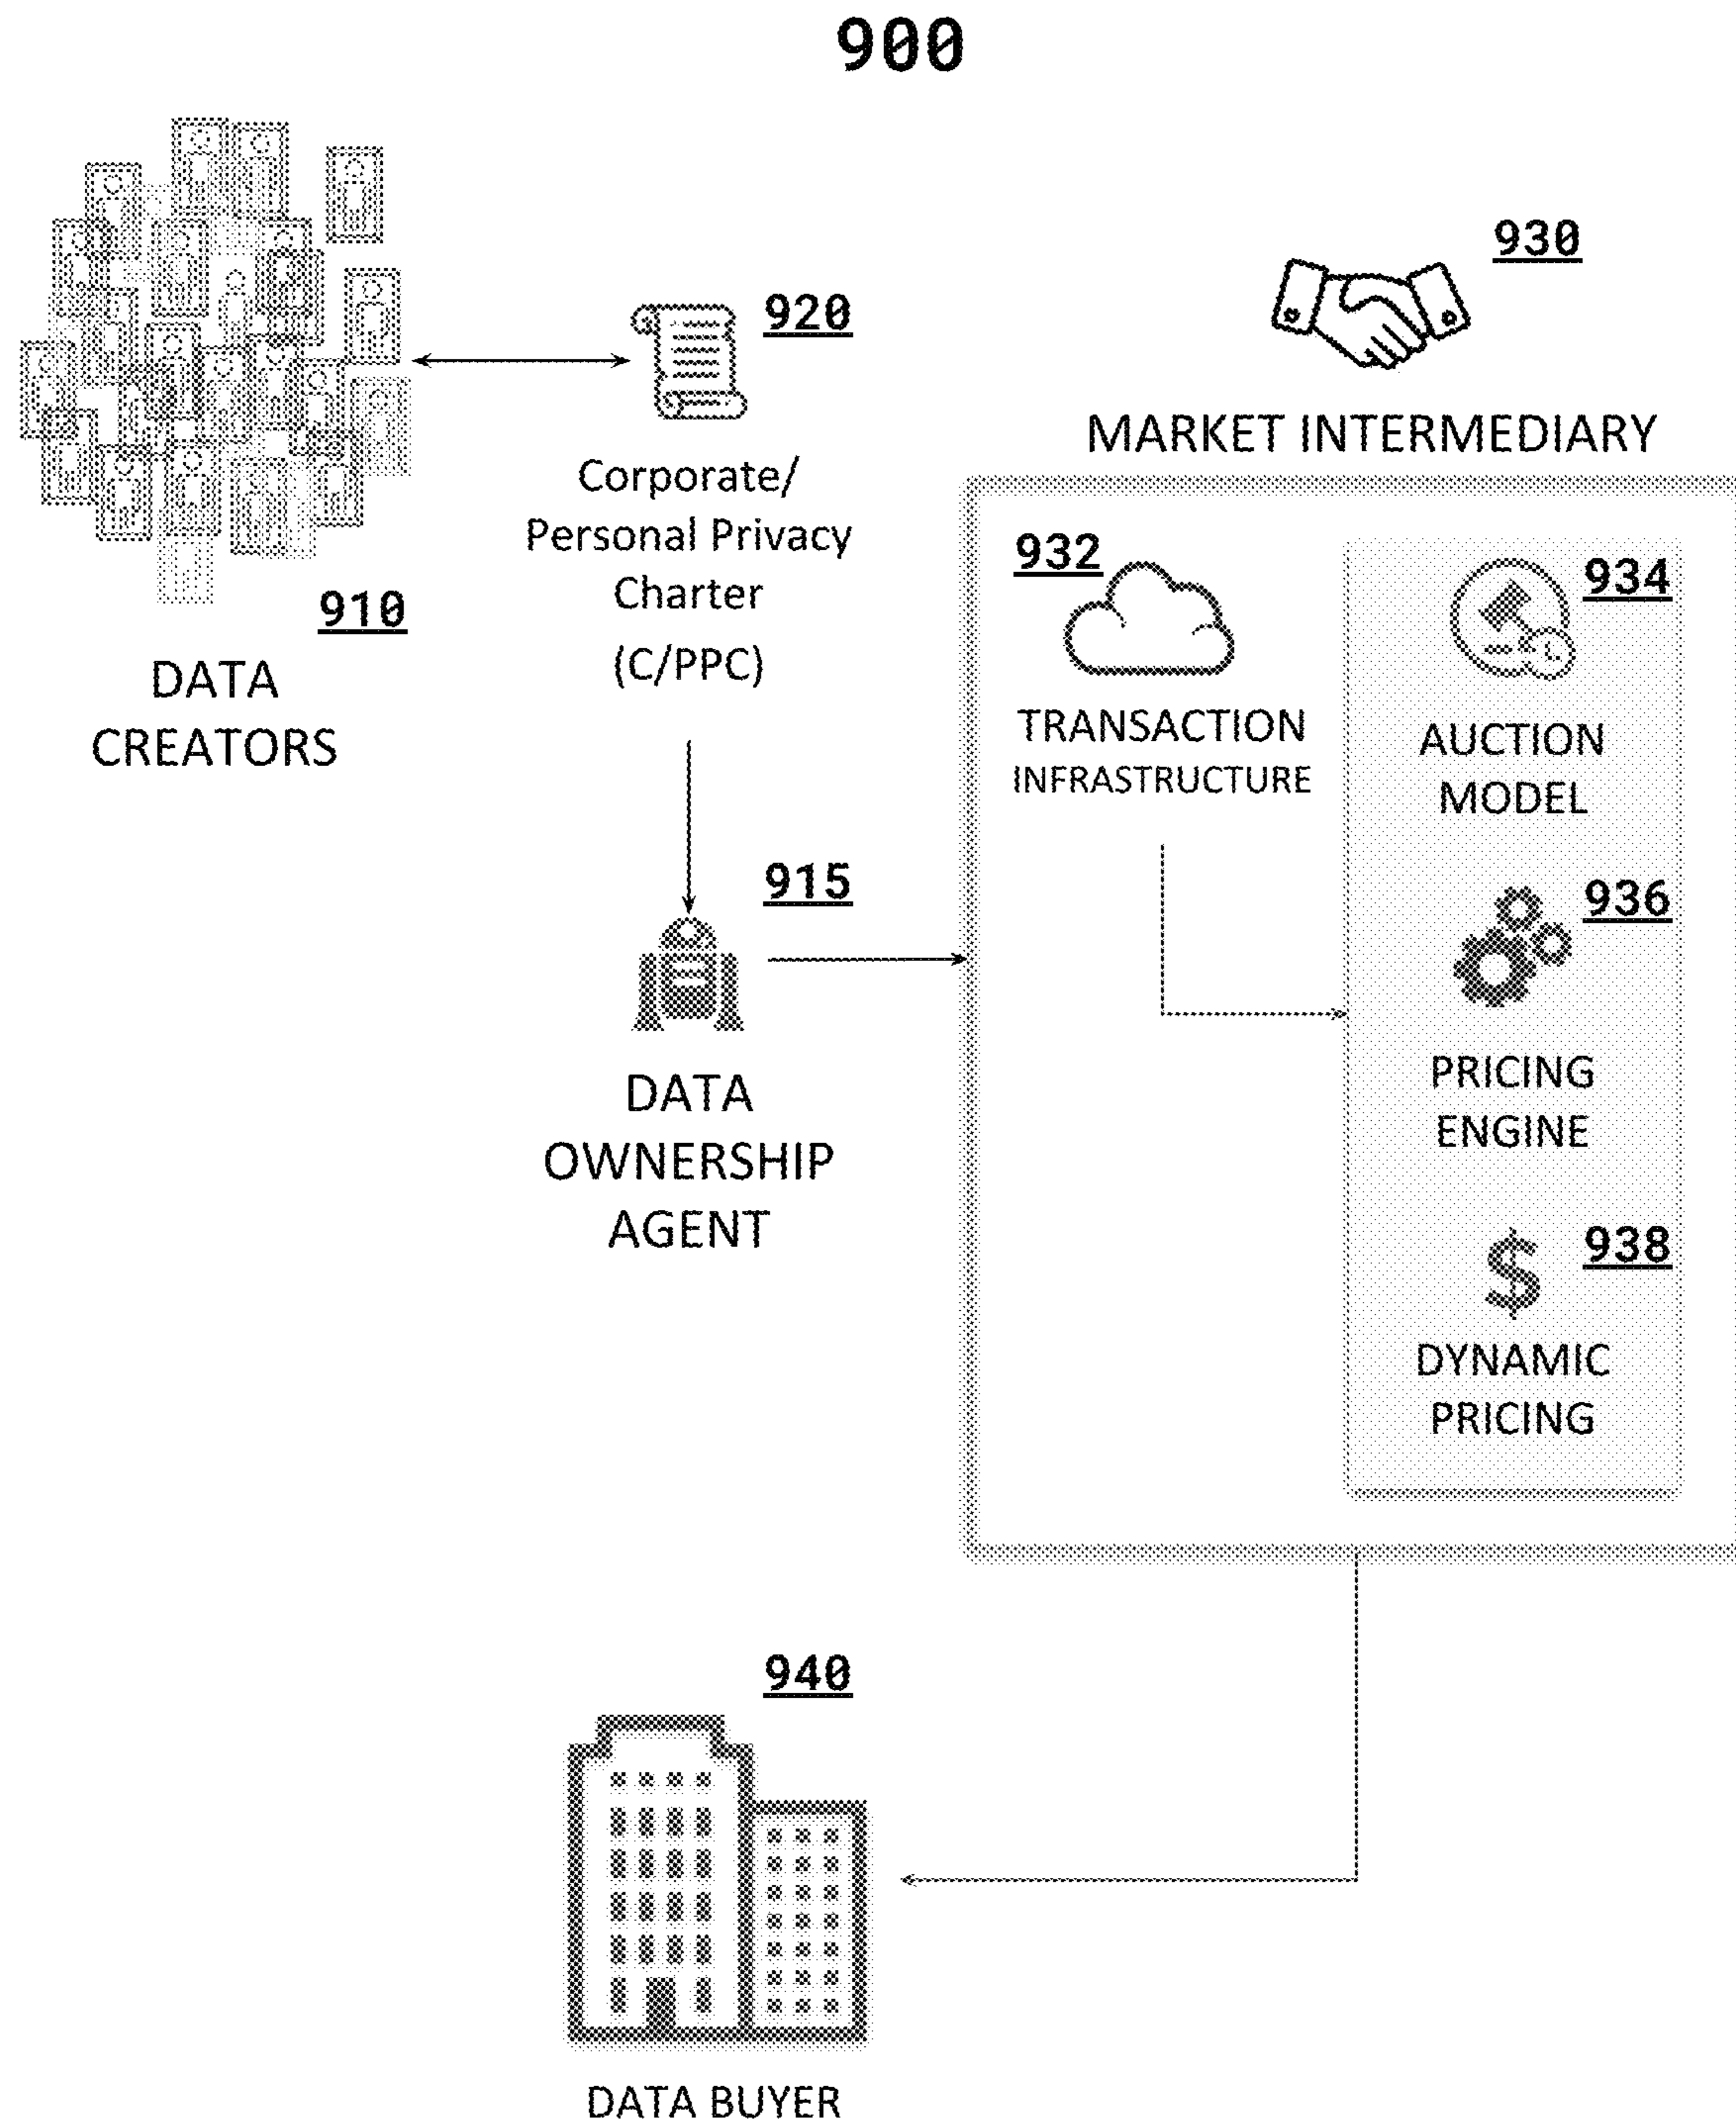 900
910
DATA
CREATORS
920
Corporate/
Personal Privacy
Charter
(C/PPC)
915
DATA
OWNERSHIP
AGENT
930
MARKET INTERMEDIARY
932
TRANSACTION
INFRASTRUCTURE
934
AUCTION
MODEL
936
PRICING
ENGINE
938
$
DYNAMIC
PRICING
940
DATA BUYER